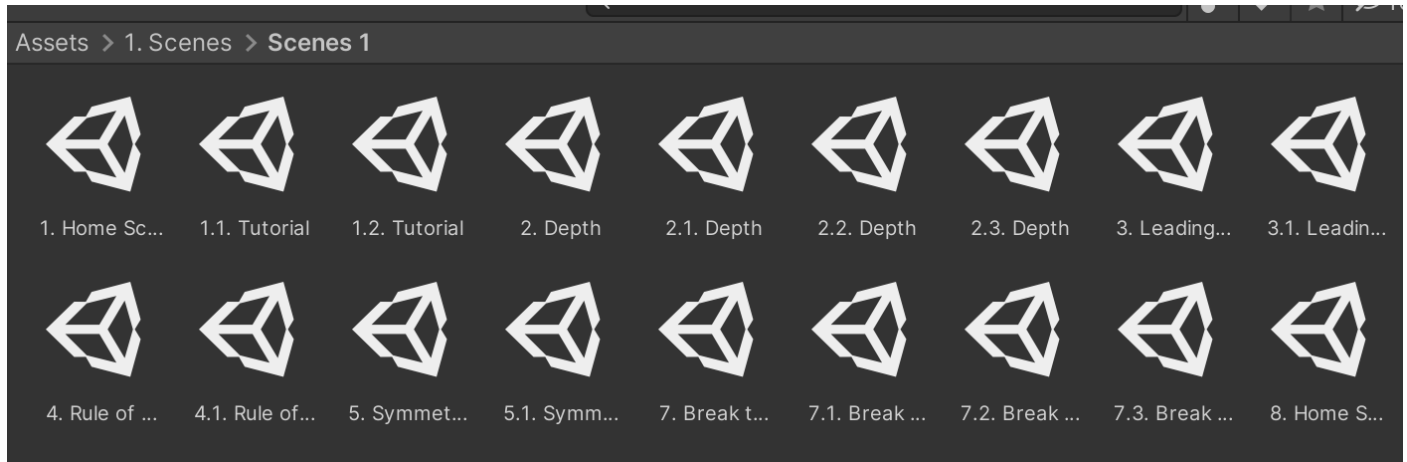 Assets > 1. Scenes > Scenes 1
1. Home Sc... 1.1. Tutorial 1.2. Tutorial 2. Depth 2.1. Depth 2.2. Depth 2.3. Depth 3. Leading... 3.1. Leadin...
4. Rule of ... 4.1. Rule of... 5. Symmet... 5.1. Symm... 7. Break t... 7.1. Break ... 7.2. Break ... 7.3. Break ... 8. Home S...